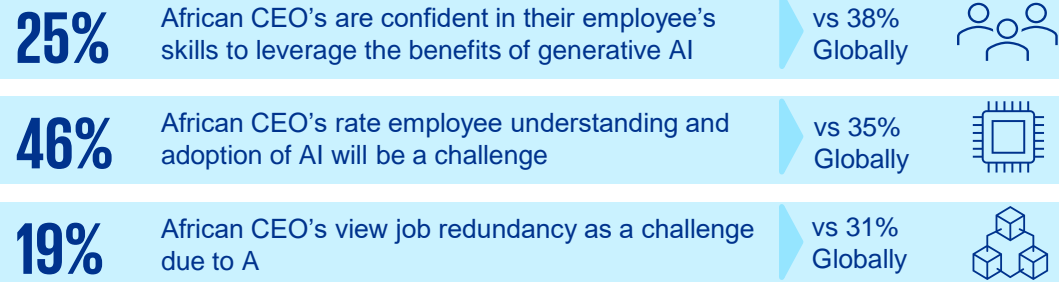 25%
African CEO's are confident in their employee's
skills to leverage the benefits of generative AI
vs 38%
Globally
46%
African CEO's rate employee understanding and
adoption of AI will be a challenge
vs 35%
Globally
19%
African CEO's view job redundancy as a challenge
due to A
vs 31%
Globally